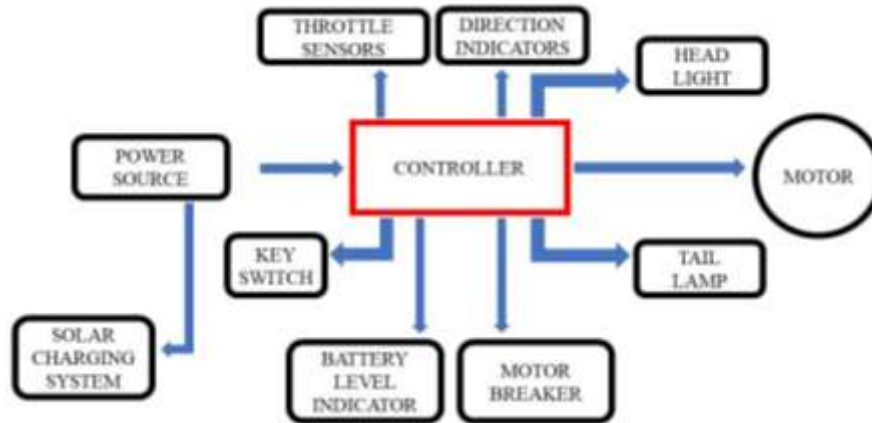 THROTTLE
SENSORS
DIRECTION
INDICATORS
HEAD
LIGHT
POWER
SOURCE
CONTROLLER
MOTOR
KEY
SWITCH
TAIL
LAMP
SOLAR
CHARGING
SYSTEM
BATTERY
LEVEL
INDICATOR
MOTOR
BREAKER